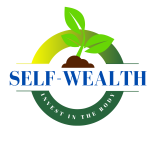 SELF-WEALTH
INVEST IN THE BODY